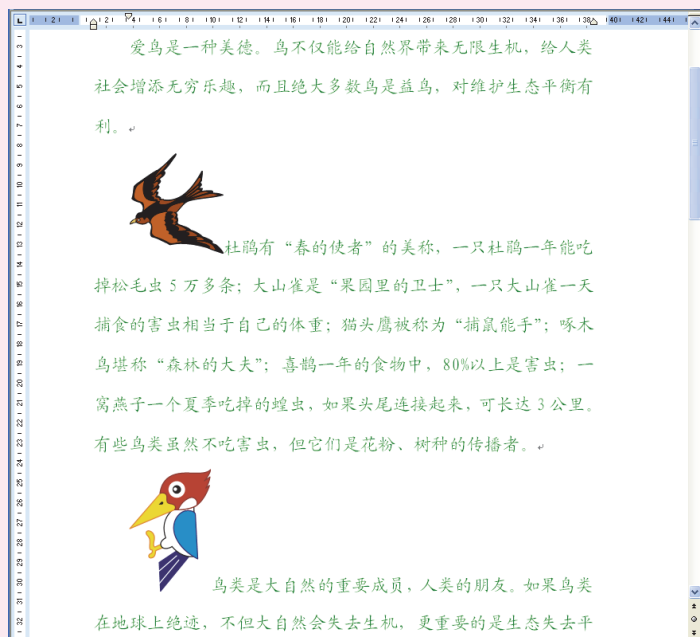 爱鸟是一种美德。鸟不仅能给自然界带来无限生机，给人类
社会增添无穷乐趣，而且绝大多数鸟是益鸟，对维护生态平衡有
利。
杜鹃有“春的使者”的美称，一只杜鹃一年能吃
掉松毛虫 5 万多条；大山雀是“果园里的卫士”，一只大山雀一天
捕食的害虫相当于自己的体重；猫头鹰被称为“捕鼠能手”；啄木
鸟堪称“森林的大夫”；喜鹊一年的食物中，80%以上是害虫；一
窝燕子一个夏季吃掉的蝗虫，如果头尾连接起来，可长达 3 公里。
有些鸟类虽然不吃害虫，但它们是花粉、树种的传播者。
鸟类是大自然的重要成员，人类的朋友。如果鸟类
在地球上绝迹，不但大自然会失去生机，更重要的是生态失去平